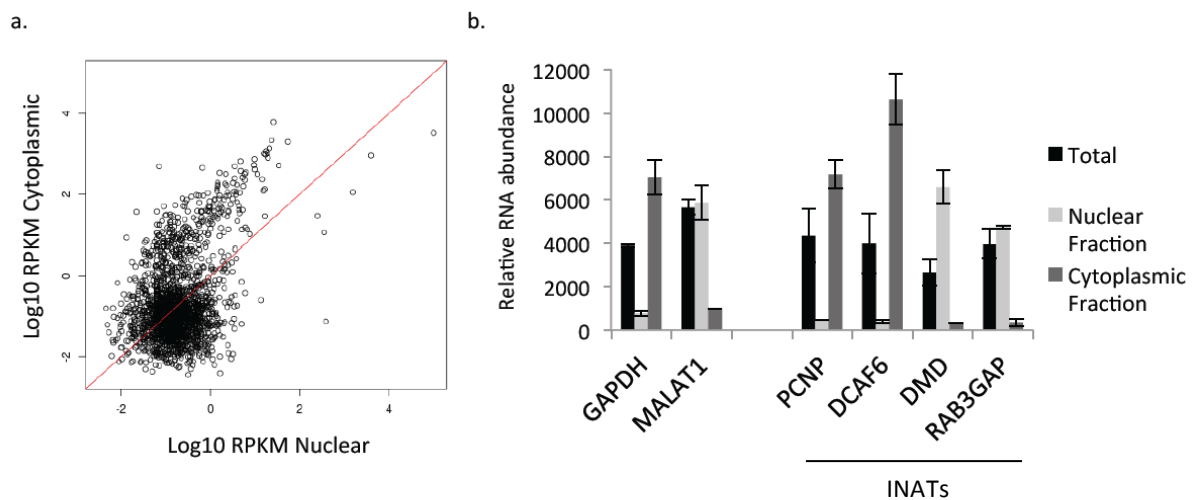 a.
Log10 RPKM Cytoplasmic
4
2
0
-2
-2
0
2
4
Log10 RPKM Nuclear
b.
Relative RNA abundance
12000
10000
8000
6000
4000
2000
0
GAPDH
MALAT1
PCNP
DCAF6
DMD
RAB3GAP
INATs
Total
Nuclear
Fraction
Cytoplasmic
Fraction